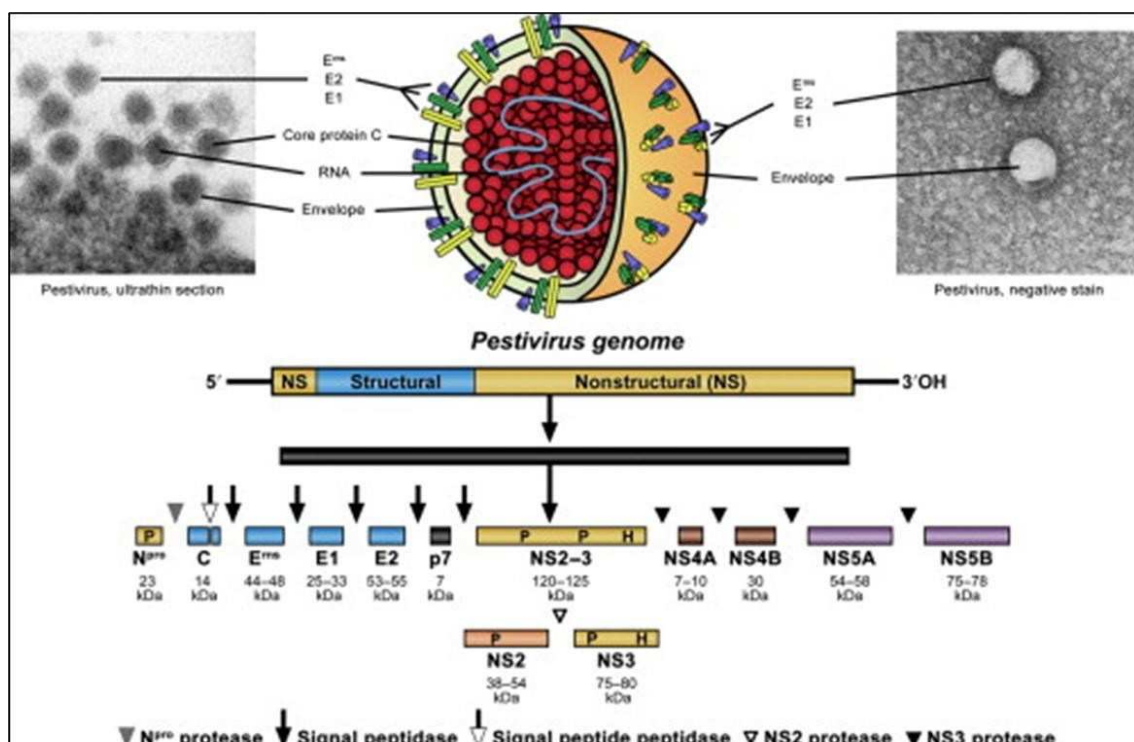 Eʳⁿˢ
E2
E1
Core protein C
RNA
Envelope
Eʳⁿˢ
E2
E1
Envelope
Pestivirus, ultrathin section
Pestivirus, negative stain
Pestivirus genome
5′ NS Structural Nonstructural (NS) 3′OH
P P P H
Nᵖʳᵒ C Eʳⁿˢ E1 E2 p7 NS2–3 NS4A NS4B NS5A NS5B
23 14 44–48 25–33 53–55 7 120–125 7–10 30 54–58 75–78
kDa kDa kDa kDa kDa kDa kDa kDa kDa kDa kDa
P P H
NS2 NS3
38–54 75–80
kDa kDa
Nᵖʳᵒ protease Signal peptidase Signal peptide peptidase NS2 protease NS3 protease